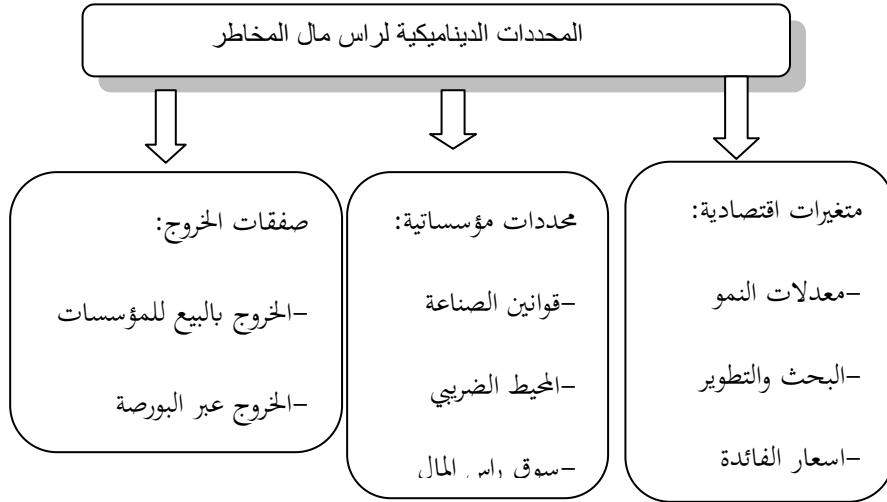 المحددات الديناميكية لراس مال المخاطر
متغيرات اقتصادية:
-معدلات النمو
-البحث والتطوير
-اسعار الفائدة
محددات مؤسساتية:
-قوانين الصناعة
-المحيط الضريبي
-سوق راس المال
صفقات الخروج:
-الخروج بالبيع للمؤسسات
-الخروج عبر البورصة